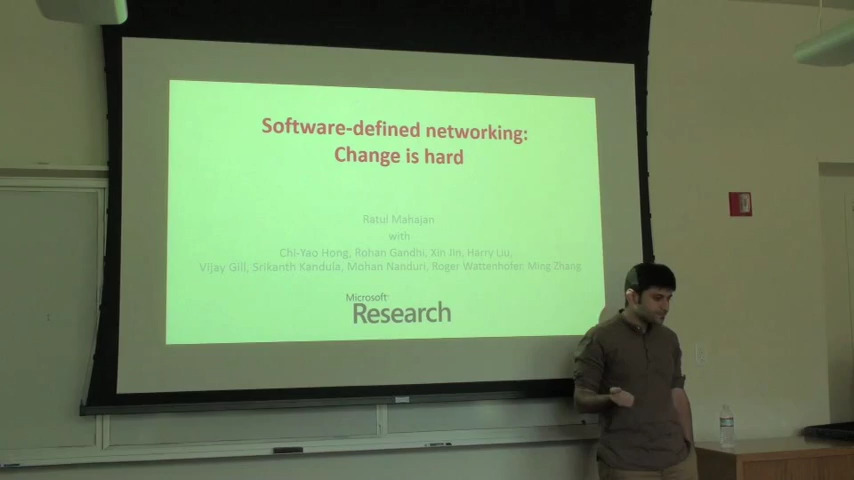 Software-defined networking:
Change is hard
Ratul Mahajan
with
Chi-Yao Hong, Rohan Gandhi, Xin Jin, Harry Liu,
Vijay Gill, Srikanth Kandula, Mohan Nanduri, Roger Wattenhofer, Ming Zhang
Microsoft
Research